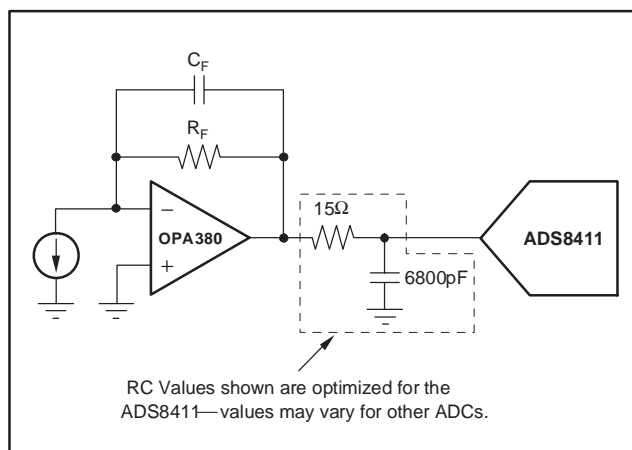 C_F
R_F
−
OPA380
+
15Ω
6800pF
ADS8411
RC Values shown are optimized for the
ADS8411—values may vary for other ADCs.